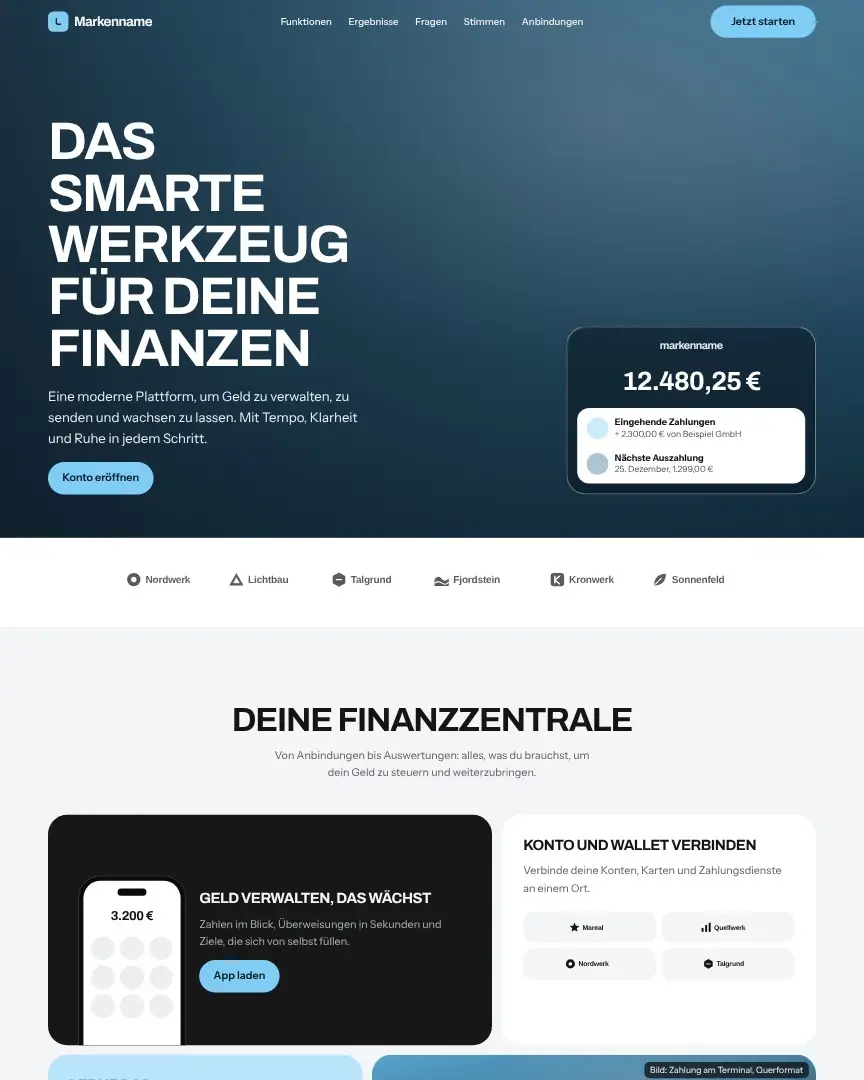 Markenname
Funktionen Ergebnisse Fragen Stimmen Anbindungen
Jetzt starten
DAS
SMARTE
WERKZEUG
FÜR DEINE
FINANZEN
Eine moderne Plattform, um Geld zu verwalten, zu
senden und wachsen zu lassen. Mit Tempo, Klarheit
und Ruhe in jedem Schritt.
Konto eröffnen
markenname
12.480,25 €
Eingehende Zahlungen
+ 2.300,00 € von Beispiel GmbH
Nächste Auszahlung
25. Dezember, 1.299,00 €
Nordwerk
Lichtbau
Talgrund
Fjordstein
Kronwerk
Sonnenfeld
DEINE FINANZZENTRALE
Von Anbindungen bis Auswertungen: alles, was du brauchst, um
dein Geld zu steuern und weiterzubringen.
3.200 €
GELD VERWALTEN, DAS WÄCHST
Zahlen im Blick, Überweisungen in Sekunden und
Ziele, die sich von selbst füllen.
App laden
KONTO UND WALLET VERBINDEN
Verbinde deine Konten, Karten und Zahlungsdienste
an einem Ort.
Mareal
Quellwerk
Nordwerk
Talgrund
Bild: Zahlung am Terminal, Querformat